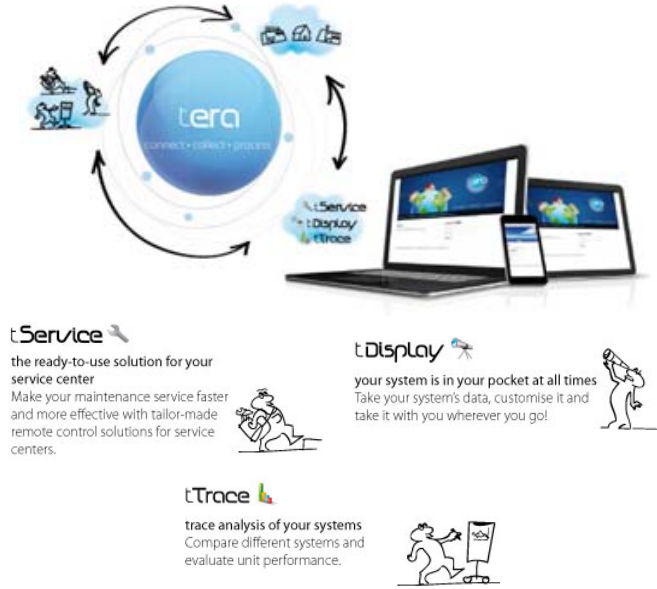 tera
connect • collect • process
tService
tDisplay
tTrace
tService
the ready-to-use solution for your
service center
Make your maintenance service faster
and more effective with tailor-made
remote control solutions for service
centers.
tDisplay
your system is in your pocket at all times
Take your system's data, customise it and
take it with you wherever you go!
tTrace
trace analysis of your systems
Compare different systems and
evaluate unit performance.